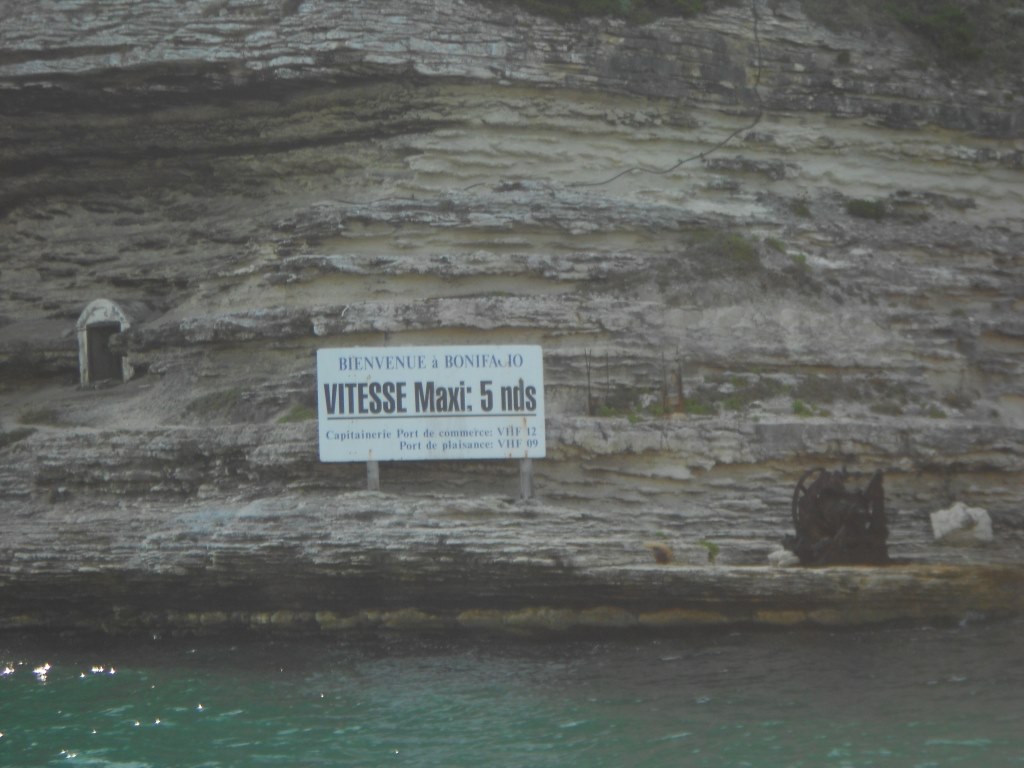 BIENVENUE à BONIFACIO
VITESSE Maxi: 5 nds
Capitainerie Port de commerce: VHF 12
Port de plaisance: VHF 09